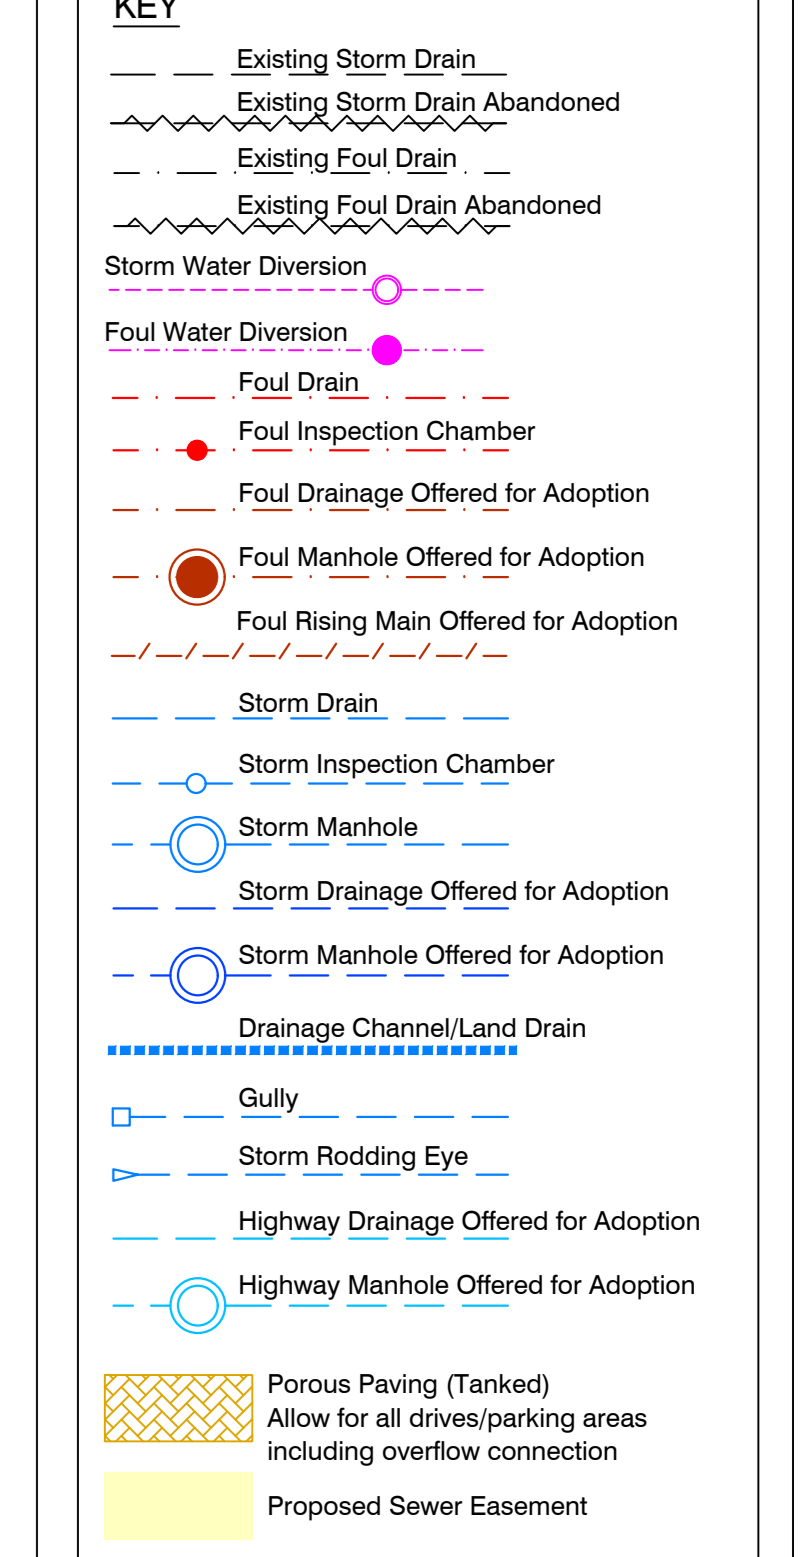 KEY
Existing Storm Drain
Existing Storm Drain Abandoned
Existing Foul Drain
Existing Foul Drain Abandoned
Storm Water Diversion
Foul Water Diversion
Foul Drain
Foul Inspection Chamber
Foul Drainage Offered for Adoption
Foul Manhole Offered for Adoption
Foul Rising Main Offered for Adoption
Storm Drain
Storm Inspection Chamber
Storm Manhole
Storm Drainage Offered for Adoption
Storm Manhole Offered for Adoption
Drainage Channel/Land Drain
Gully
Storm Rodding Eye
Highway Drainage Offered for Adoption
Highway Manhole Offered for Adoption
Porous Paving (Tanked)
Allow for all drives/parking areas
including overflow connection
Proposed Sewer Easement